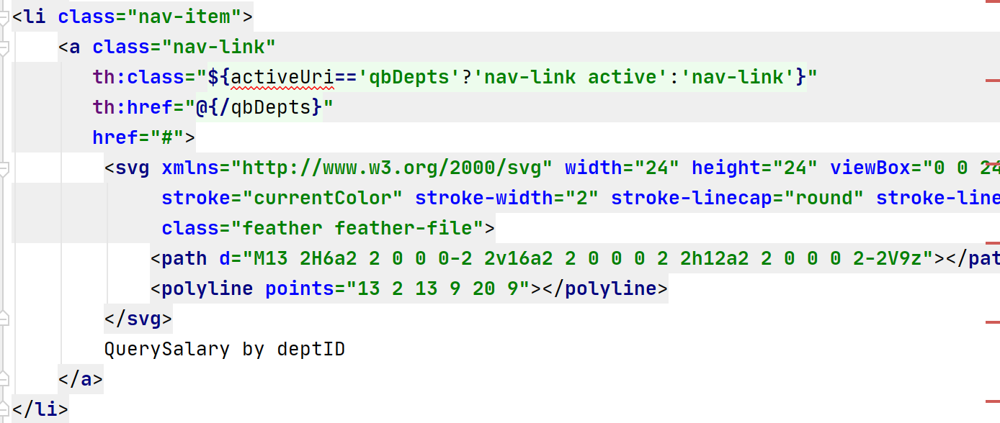 <li class="nav-item">
<a class="nav-link"
th:class="${activeUri=='qbDepts'?'nav-link active':'nav-link'}"
th:href="@{/qbDepts}"
href="#">
<svg xmlns="http://www.w3.org/2000/svg" width="24" height="24" viewBox="0 0 24
stroke="currentColor" stroke-width="2" stroke-linecap="round" stroke-line
class="feather feather-file">
<path d="M13 2H6a2 2 0 0 0-2 2v16a2 2 0 0 0 2 2h12a2 2 0 0 0 2-2V9z"></pat
<polyline points="13 2 13 9 20 9"></polyline>
</svg>
QuerySalary by deptID
</a>
</li>